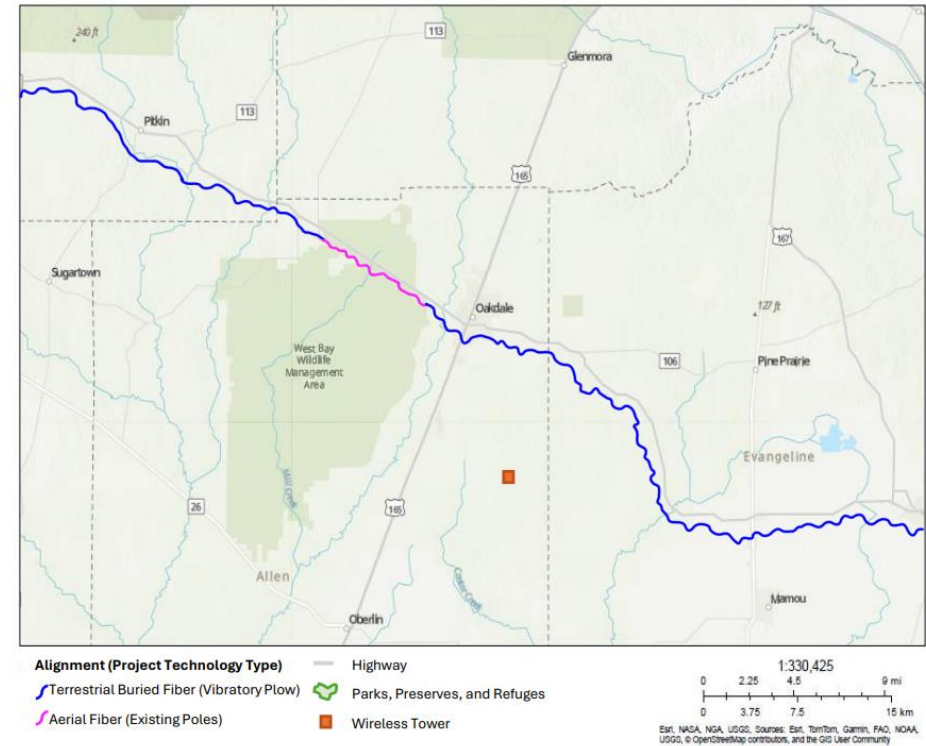 240 ft
113
Glenmora
Pitkin
113
165
167
Sugartown
127 ft
Oakdale
West Bay
Wildlife
Management
Area
106
Pine Prairie
Evangeline
Mill Creek
26
165
Allen
Castor Creek
Oberlin
Mamou
Alignment (Project Technology Type)
Terrestrial Buried Fiber (Vibratory Plow)
Aerial Fiber (Existing Poles)
Highway
Parks, Preserves, and Refuges
Wireless Tower
1:330,425
0 2.25 4.5 9 mi
0 3.75 7.5 15 km
Esri, NASA, NGA, USGS, Sources: Esri, TomTom, Garmin, FAO, NOAA,
USGS, © OpenStreetMap contributors, and the GIS User Community